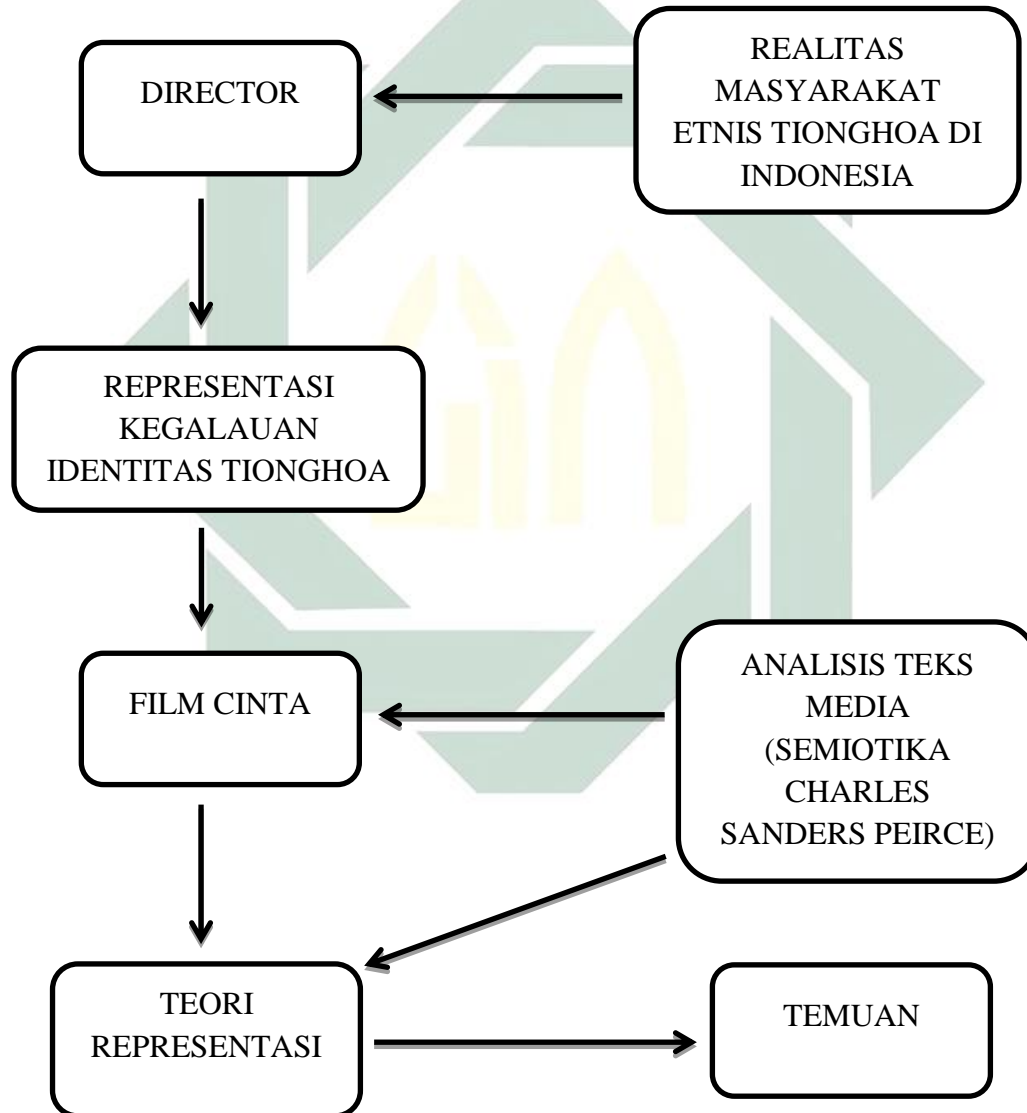 DIRECTOR
REALITAS
MASYARAKAT
ETNIS TIONGHOA DI
INDONESIA
REPRESENTASI
KEGALAUAN
IDENTITAS TIONGHOA
FILM CINTA
ANALISIS TEKS
MEDIA
(SEMIOTIKA
CHARLES
SANDERS PEIRCE)
TEORI
REPRESENTASI
TEMUAN